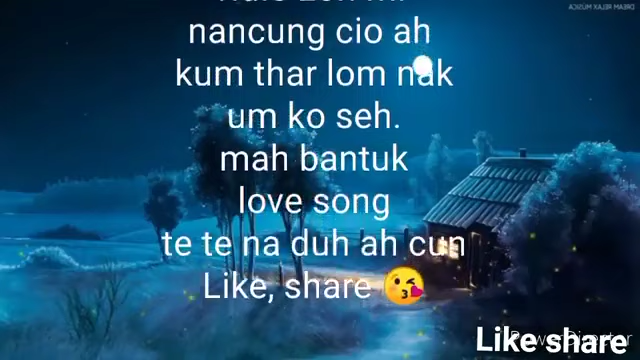 nancung cio ah
kum thar lom nak
um ko seh.
mah bantuk
love song
te te na duh ah cun
Like, share 😘
Like share